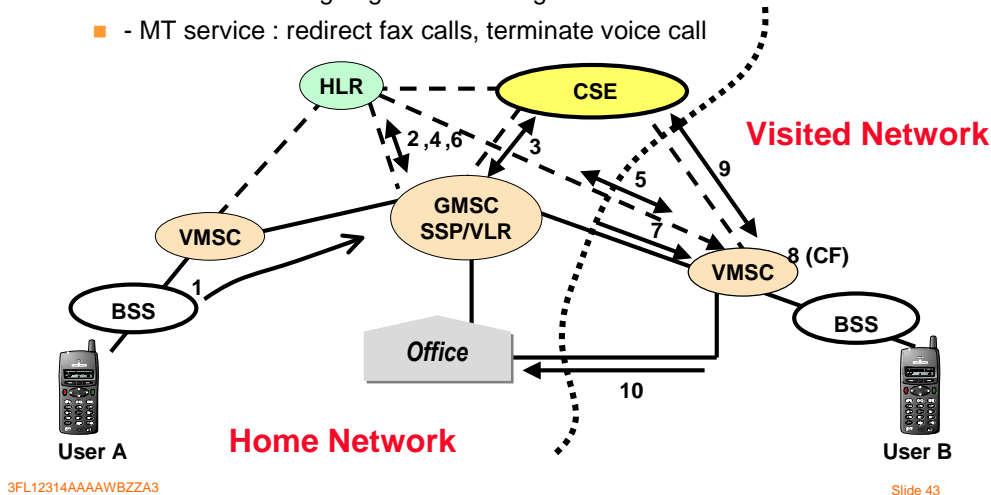 - MT service : redirect fax calls, terminate voice call
HLR
CSE
Visited Network
2 ,4 ,6
3
9
5
GMSC
SSP/VLR
7
VMSC
8 (CF)
VMSC
1
BSS
BSS
Office
10
User A
Home Network
User B
3FL12314AAAAWBZZA3
Slide 43